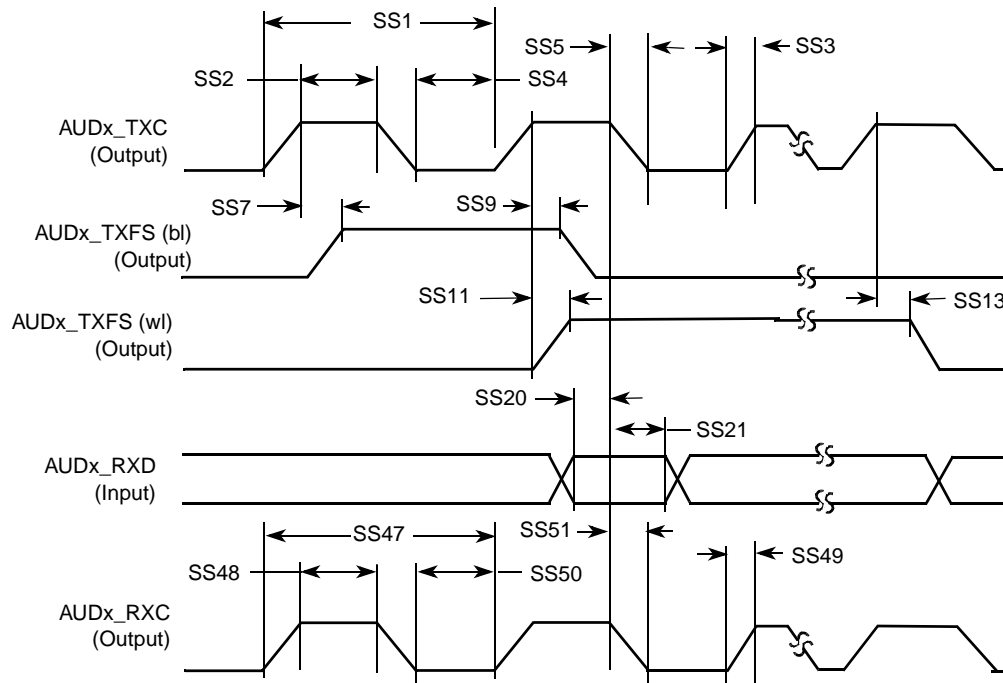 SS1
SS5
SS3
SS2
SS4
AUDx_TXC
(Output)
SS7
SS9
AUDx_TXFS (bl)
(Output)
SS11
SS13
AUDx_TXFS (wl)
(Output)
SS20
SS21
AUDx_RXD
(Input)
SS47
SS51
SS49
SS48
SS50
AUDx_RXC
(Output)